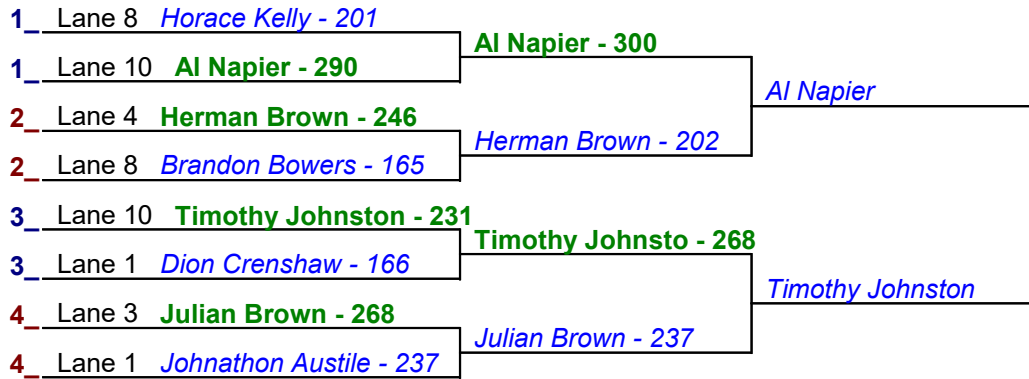 1_ Lane 8 Horace Kelly - 201
Al Napier - 300
1_ Lane 10 Al Napier - 290
Al Napier
2_ Lane 4 Herman Brown - 246
Herman Brown - 202
2_ Lane 8 Brandon Bowers - 165
3_ Lane 10 Timothy Johnston - 231
Timothy Johnsto - 268
3_ Lane 1 Dion Crenshaw - 166
Timothy Johnston
4_ Lane 3 Julian Brown - 268
Julian Brown - 237
4_ Lane 1 Johnathon Austile - 237